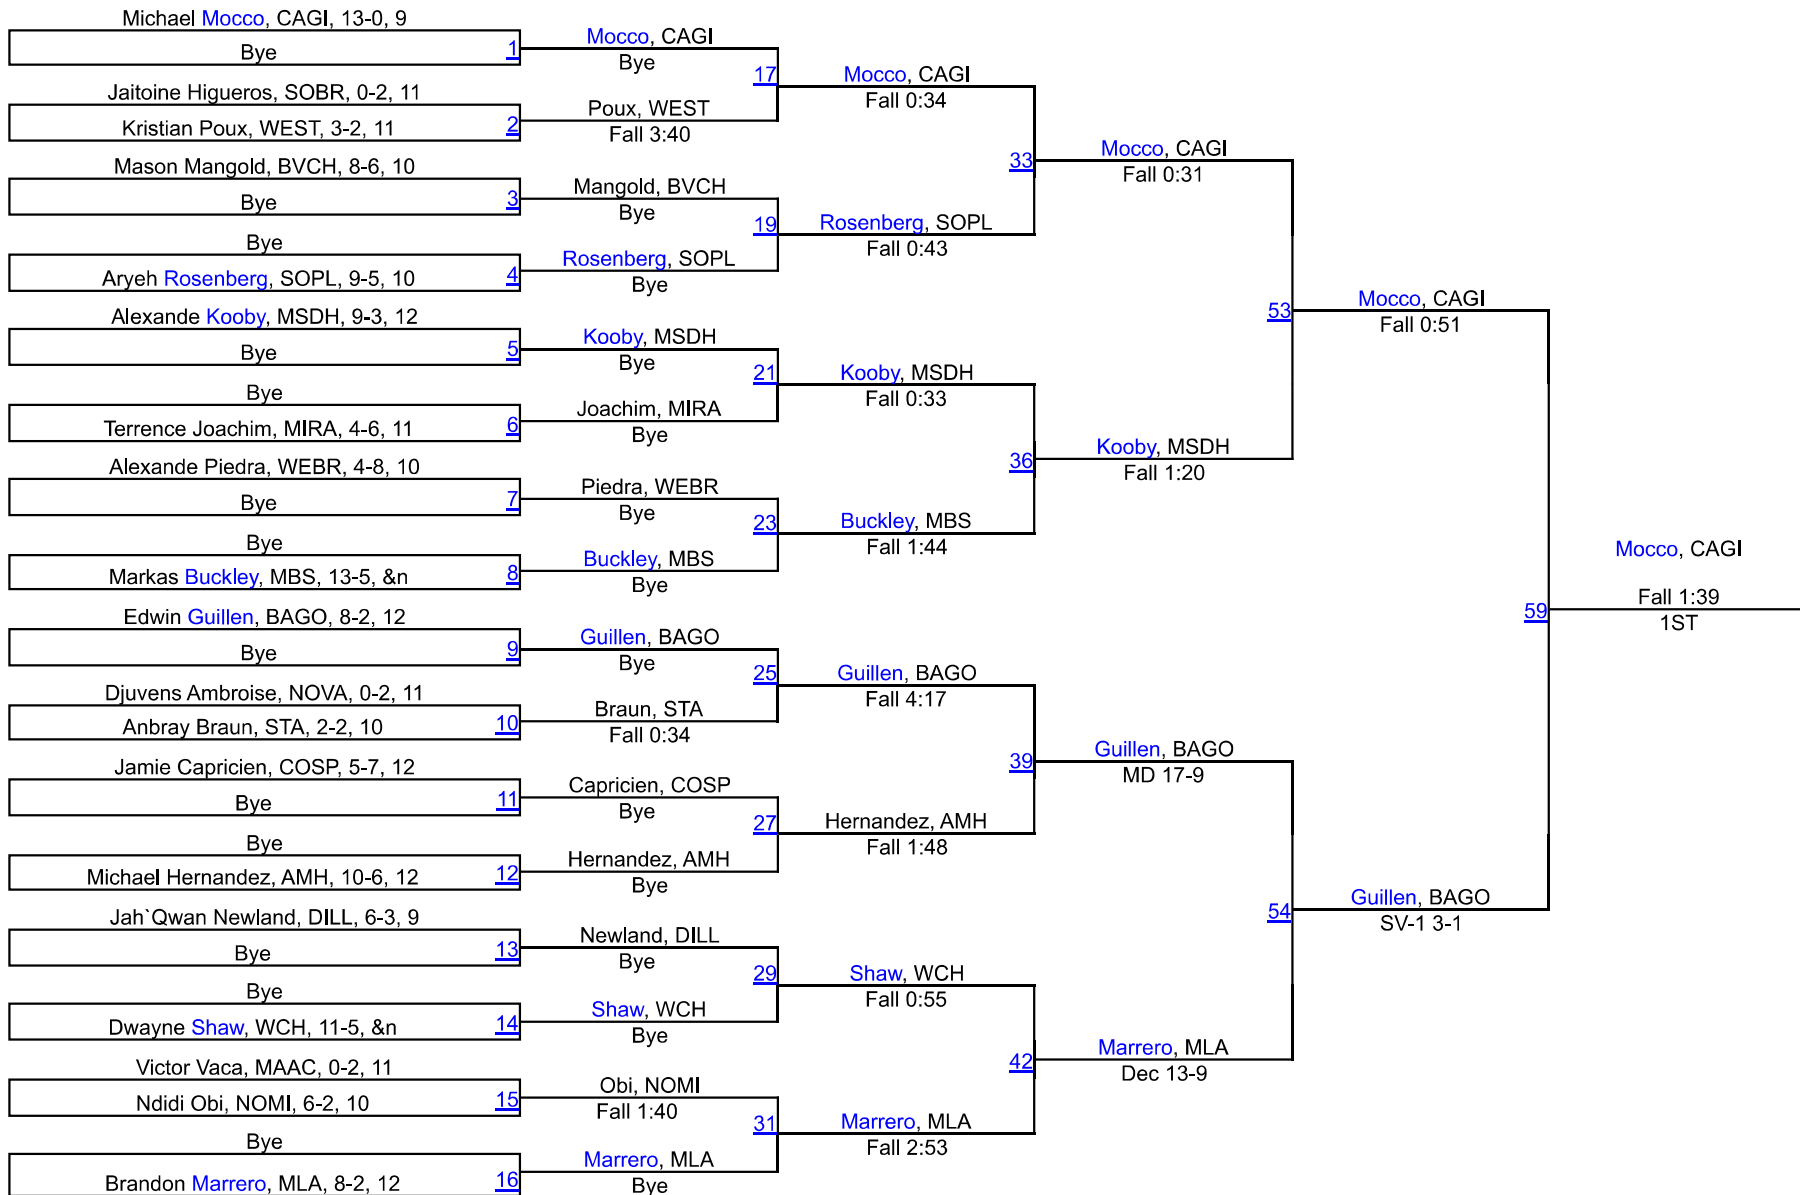 Michael Mocco, CAGI, 13-0, 9
Bye
1
Jaitoine Higueros, SOBR, 0-2, 11
Kristian Poux, WEST, 3-2, 11
2
Mason Mangold, BVCH, 8-6, 10
Bye
3
Bye
Aryeh Rosenberg, SOPL, 9-5, 10
4
Alexande Kooby, MSDH, 9-3, 12
Bye
5
Bye
Terrence Joachim, MIRA, 4-6, 11
6
Alexande Piedra, WEBR, 4-8, 10
Bye
7
Bye
Markas Buckley, MBS, 13-5, &n
8
Edwin Guillen, BAGO, 8-2, 12
Bye
9
Djuvens Ambroise, NOVA, 0-2, 11
Anbray Braun, STA, 2-2, 10
10
Jamie Capricien, COSP, 5-7, 12
Bye
11
Bye
Michael Hernandez, AMH, 10-6, 12
12
Jah`Qwan Newland, DILL, 6-3, 9
Bye
13
Bye
Dwayne Shaw, WCH, 11-5, &n
14
Victor Vaca, MAAC, 0-2, 11
Ndidi Obi, NOMI, 6-2, 10
15
Bye
Brandon Marrero, MLA, 8-2, 12
16
Mocco, CAGI
Bye
17
Poux, WEST
Fall 3:40
Mangold, BVCH
Bye
19
Rosenberg, SOPL
Bye
Kooby, MSDH
Bye
21
Joachim, MIRA
Bye
Piedra, WEBR
Bye
23
Buckley, MBS
Bye
Guillen, BAGO
Bye
25
Braun, STA
Fall 0:34
Capricien, COSP
Bye
27
Hernandez, AMH
Bye
Newland, DILL
Bye
29
Shaw, WCH
Bye
Obi, NOMI
Fall 1:40
31
Marrero, MLA
Bye
Mocco, CAGI
Fall 0:34
33
Rosenberg, SOPL
Fall 0:43
Kooby, MSDH
Fall 0:33
36
Buckley, MBS
Fall 1:44
Guillen, BAGO
Fall 4:17
39
Hernandez, AMH
Fall 1:48
Shaw, WCH
Fall 0:55
42
Marrero, MLA
Fall 2:53
Mocco, CAGI
Fall 0:31
53
Kooby, MSDH
Fall 1:20
Guillen, BAGO
MD 17-9
54
Marrero, MLA
Dec 13-9
Mocco, CAGI
Fall 0:51
59
Guillen, BAGO
SV-1 3-1
Mocco, CAGI
Fall 1:39
1ST